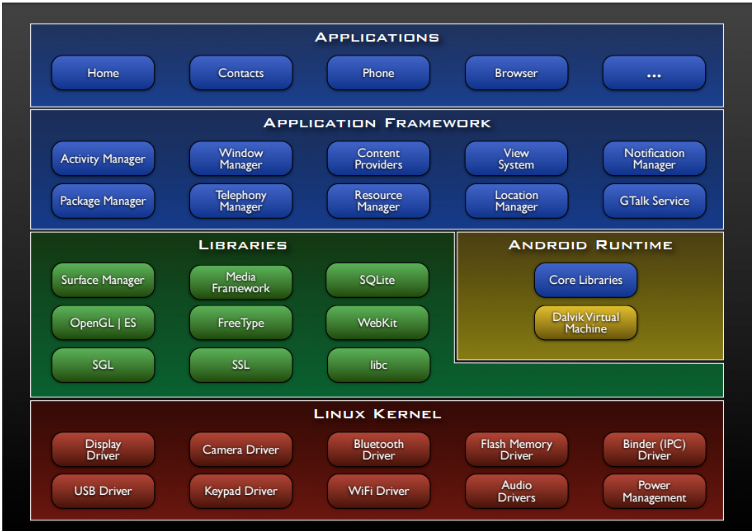 APPLICATIONS
Home
Contacts
Phone
Browser
...
APPLICATION FRAMEWORK
Activity Manager
Window
Manager
Content
Providers
View
System
Notification
Manager
Package Manager
Telephony
Manager
Resource
Manager
Location
Manager
GTalk Service
LIBRARIES
Surface Manager
Media
Framework
SQLite
OpenGL | ES
FreeType
WebKit
SGL
SSL
libc
ANDROID RUNTIME
Core Libraries
Dalvik Virtual
Machine
LINUX KERNEL
Display
Driver
Camera Driver
Bluetooth
Driver
Flash Memory
Driver
Binder (IPC)
Driver
USB Driver
Keypad Driver
WiFi Driver
Audio
Drivers
Power
Management